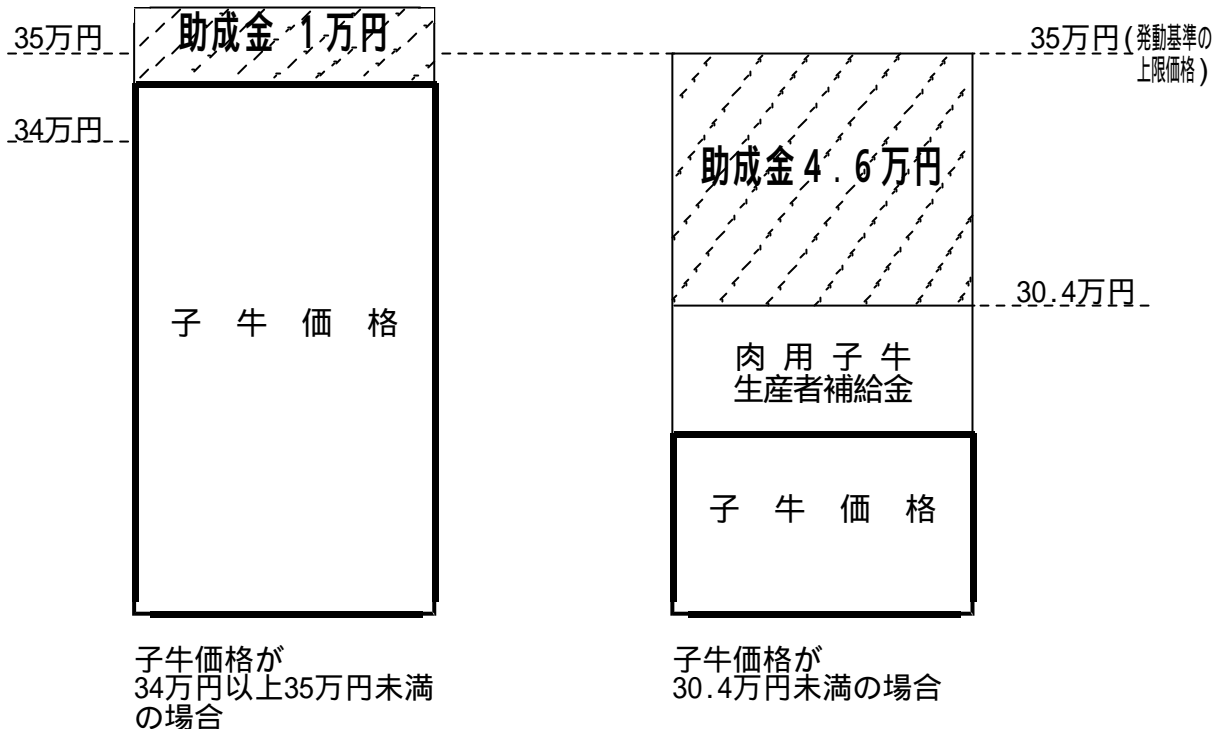 35万円
助成金 1万円
34万円
子 牛 価 格
子牛価格が
34万円以上35万円未満
の場合
35万円(発動基準の
上限価格)
助成金4.6万円
30.4万円
肉 用 子 牛
生産者補給金
子 牛 価 格
子牛価格が
30.4万円未満の場合